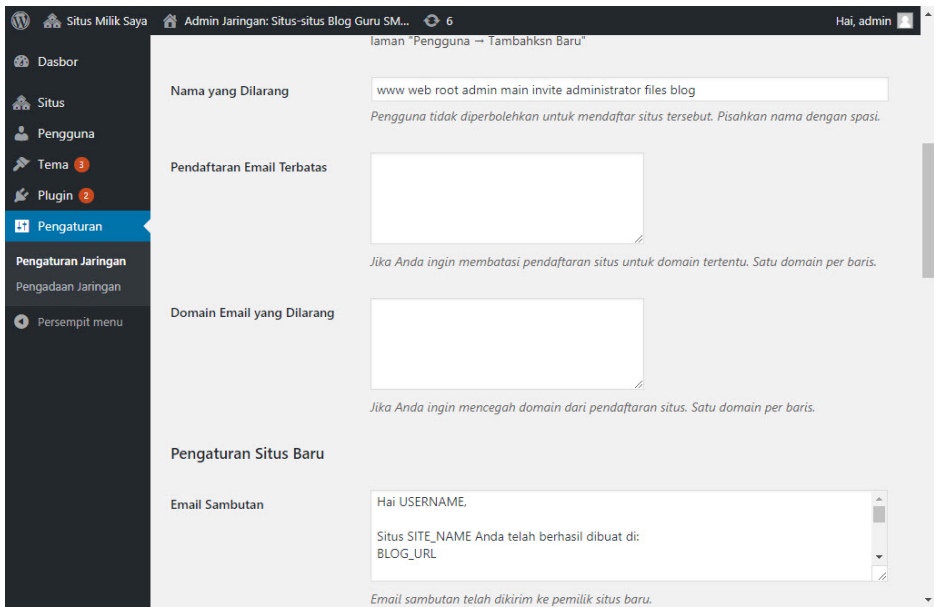 Situs Milik Saya Admin Jaringan: Situs-situs Blog Guru SM... 6 Hai, admin
Dasbor
Situs
Pengguna
Tema 3
Plugin 2
Pengaturan
Pengaturan Jaringan
Pengadaan Jaringan
Persempit menu
laman "Pengguna → Tambahksn Baru"
Nama yang Dilarang
www web root admin main invite administrator files blog
Pengguna tidak diperbolehkan untuk mendaftar situs tersebut. Pisahkan nama dengan spasi.
Pendaftaran Email Terbatas
Jika Anda ingin membatasi pendaftaran situs untuk domain tertentu. Satu domain per baris.
Domain Email yang Dilarang
Jika Anda ingin mencegah domain dari pendaftaran situs. Satu domain per baris.
Pengaturan Situs Baru
Email Sambutan
Hai USERNAME,
Situs SITE_NAME Anda telah berhasil dibuat di:
BLOG_URL
Email sambutan telah dikirim ke pemilik situs baru.